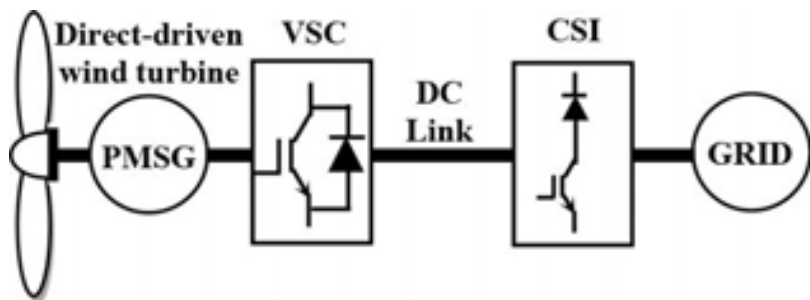 Direct-driven
wind turbine
VSC
CSI
DC
Link
PMSG
GRID